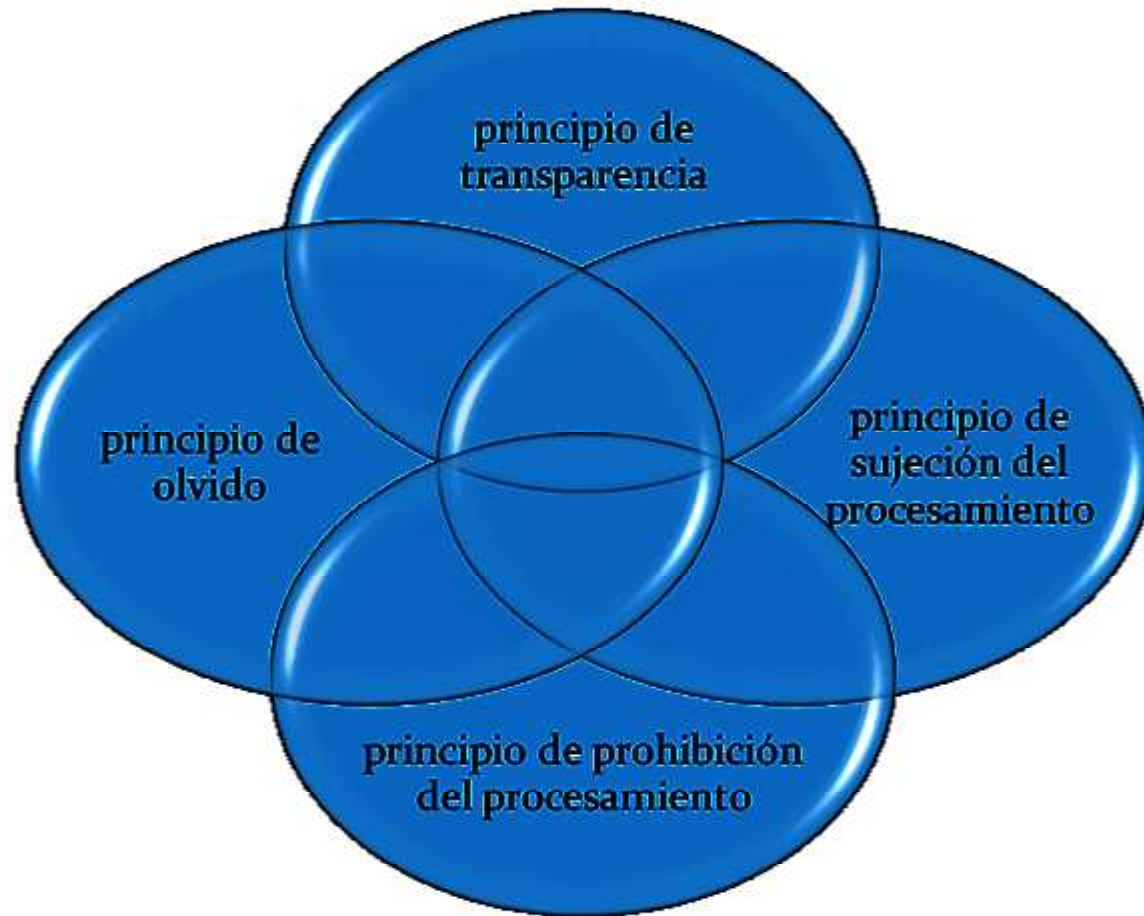 principio de
transparencia
principio de
olvido
principio de
sujeción del
procesamiento
principio de prohibición
del procesamiento